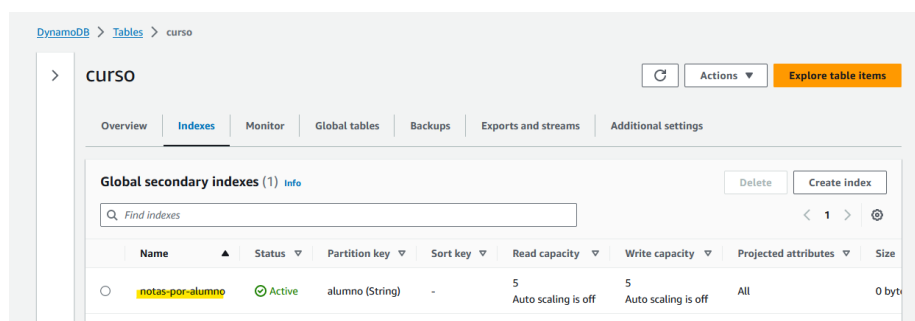 DynamoDB > Tables > curso
curso
Actions ▼ Explore table items
Overview Indexes Monitor Global tables Backups Exports and streams Additional settings
Global secondary indexes (1) Info
Delete Create index
Find indexes
< 1 >
Name ▲ Status ▽ Partition key ▽ Sort key ▽ Read capacity ▽ Write capacity ▽ Projected attributes ▽ Size
notas-por-alumno Active alumno (String) - 5 5 All 0 byt
Auto scaling is off Auto scaling is off